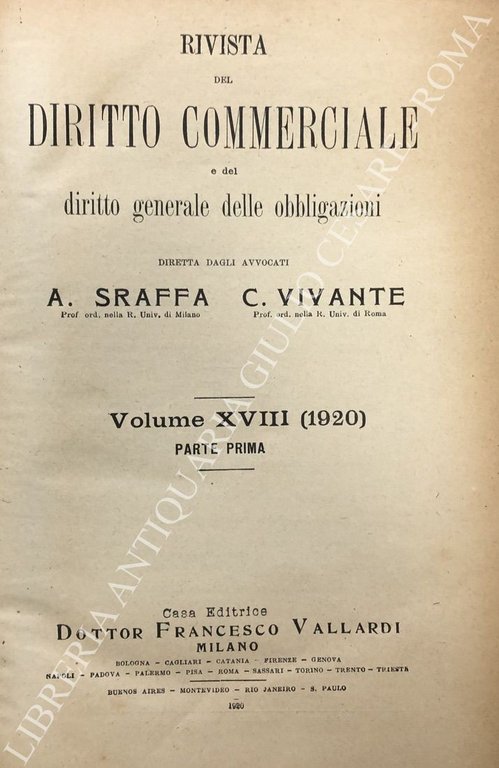 RIVISTA
DEL
DIRITTO COMMERCIALE
e del
diritto generale delle obbligazioni
DIRETTA DAGLI AVVOCATI
A. SRAFFA C. VIVANTE
Prof. ord. nella R. Univ. di Milano Prof. ord. nella R. Univ. di Roma
Volume XVIII (1920)
PARTE PRIMA
Casa Editrice
DOTTOR FRANCESCO VALLARDI
MILANO
BOLOGNA - CAGLIARI - CATANIA - FIRENZE - GENOVA
NAPOLI - PADOVA - PALERMO - PISA - ROMA - SASSARI - TORINO - TRENTO - TRIESTE
BUENOS AIRES - MONTEVIDEO - RIO JANEIRO - S. PAULO
1920
LIBRERIA ANTIQUARIA GIULIO CESARE ROMA